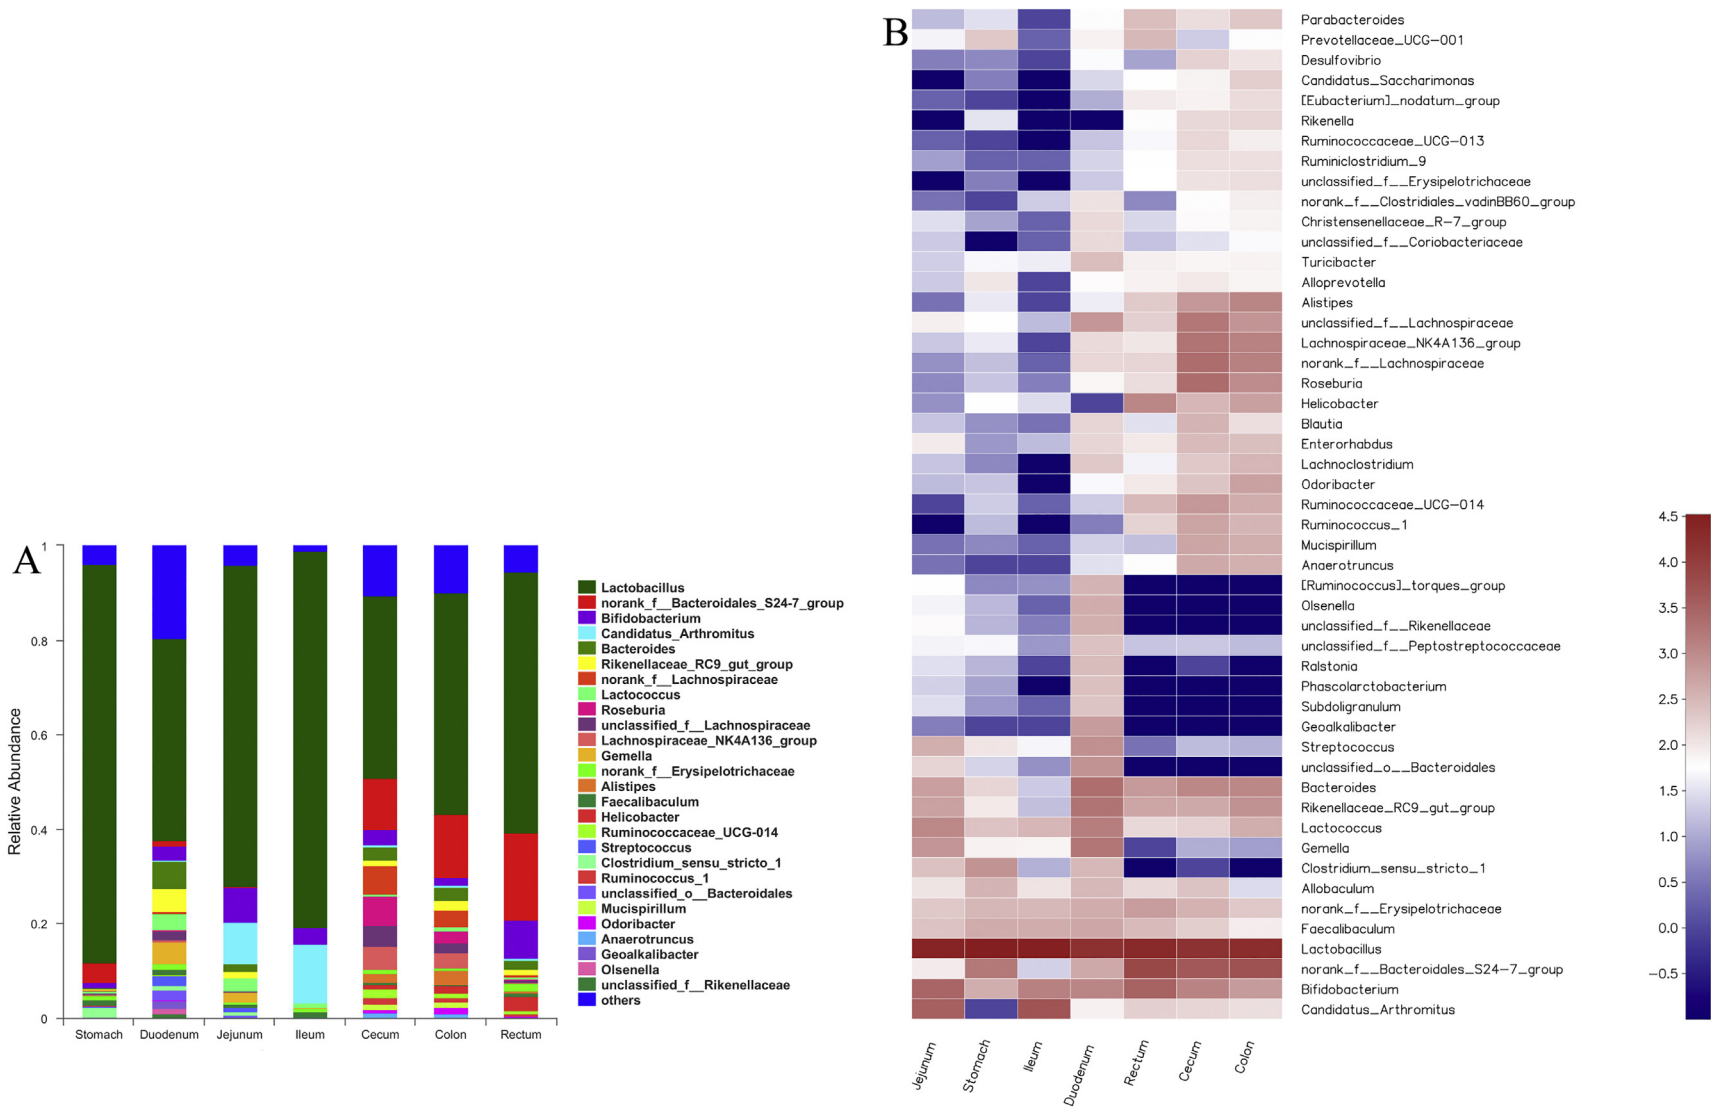 A
Relative Abundance
1
0.8
0.6
0.4
0.2
0
Stomach
Duodenum
Jejunum
Ileum
Cecum
Colon
Rectum
Lactobacillus
norank_f__Bacteroidales_S24-7_group
Bifidobacterium
Candidatus_Arthromitus
Bacteroides
Rikenellaceae_RC9_gut_group
norank_f__Lachnospiraceae
Lactococcus
Roseburia
unclassified_f__Lachnospiraceae
Lachnospiraceae_NK4A136_group
Gemella
norank_f__Erysipelotrichaceae
Alistipes
Faecalibaculum
Helicobacter
Ruminococcaceae_UCG-014
Streptococcus
Clostridium_sensu_stricto_1
Ruminococcus_1
unclassified_o__Bacteroidales
Mucispirillum
Odoribacter
Anaerotruncus
Geoalkalibacter
Olsenella
unclassified_f__Rikenellaceae
others
B
Parabacteroides
Prevotellaceae_UCG-001
Desulfovibrio
Candidatus_Saccharimonas
[Eubacterium]_nodatum_group
Rikenella
Ruminococcaceae_UCG-013
Ruminiclostridium_9
unclassified_f__Erysipelotrichaceae
norank_f__Clostridiales_vadinBB60_group
Christensenellaceae_R-7_group
unclassified_f__Coriobacteriaceae
Turicibacter
Alloprevotella
Alistipes
unclassified_f__Lachnospiraceae
Lachnospiraceae_NK4A136_group
norank_f__Lachnospiraceae
Roseburia
Helicobacter
Blautia
Enterorhabdus
Lachnoclostridium
Odoribacter
Ruminococcaceae_UCG-014
Ruminococcus_1
Mucispirillum
Anaerotruncus
[Ruminococcus]_torques_group
Olsenella
unclassified_f__Rikenellaceae
unclassified_f__Peptostreptococcaceae
Ralstonia
Phascolarctobacterium
Subdoligranulum
Geoalkalibacter
Streptococcus
unclassified_o__Bacteroidales
Bacteroides
Rikenellaceae_RC9_gut_group
Lactococcus
Gemella
Clostridium_sensu_stricto_1
Allobaculum
norank_f__Erysipelotrichaceae
Faecalibaculum
Lactobacillus
norank_f__Bacteroidales_S24-7_group
Bifidobacterium
Candidatus_Arthromitus
Jejunum
Stomach
Ileum
Duodenum
Rectum
Cecum
Colon
4.5
4.0
3.5
3.0
2.5
2.0
1.5
1.0
0.5
0.0
-0.5